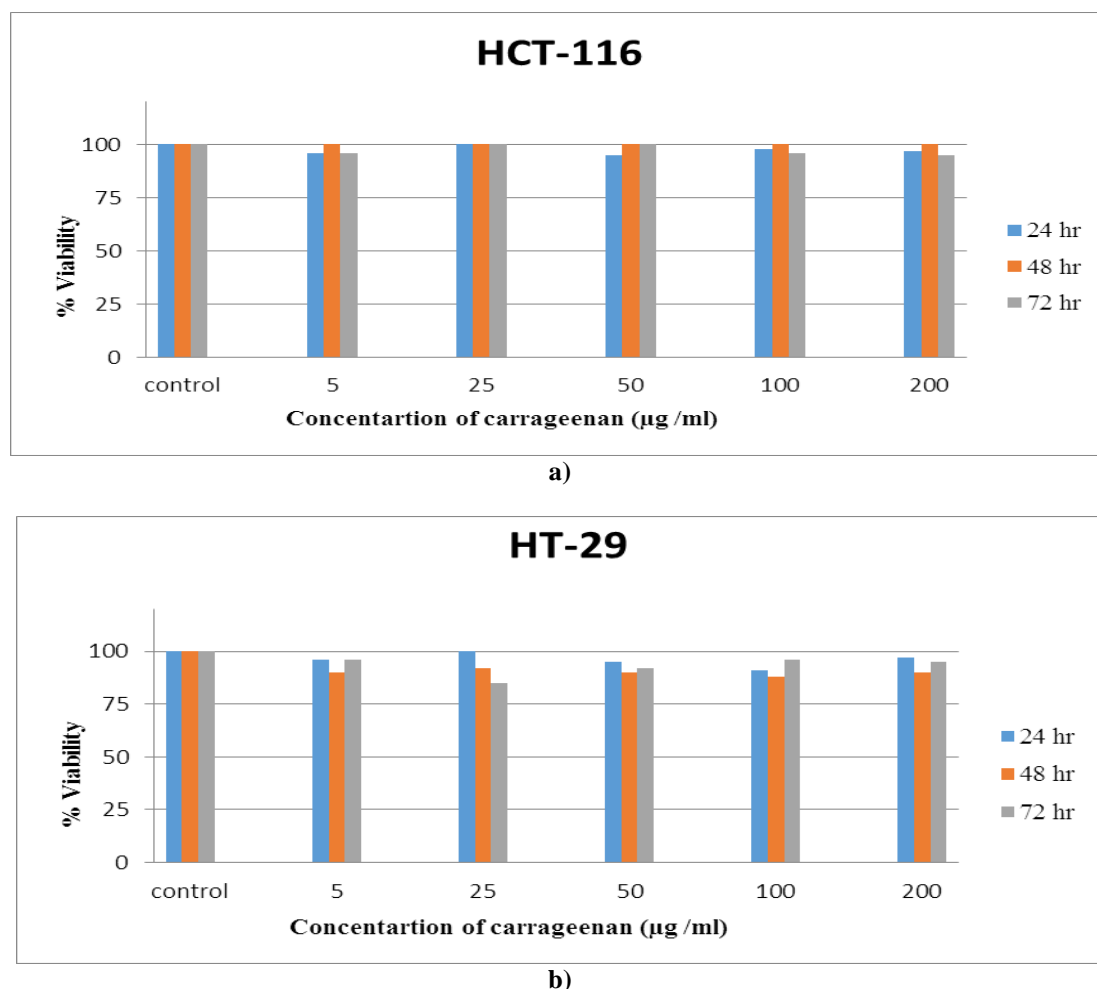 HCT-116
100
75
50
25
0
% Viability
control 5 25 50 100 200
Concentartion of carrageenan (µg /ml)
24 hr
48 hr
72 hr
a)
HT-29
100
75
50
25
0
% Viability
control 5 25 50 100 200
Concentartion of carrageenan (µg /ml)
24 hr
48 hr
72 hr
b)